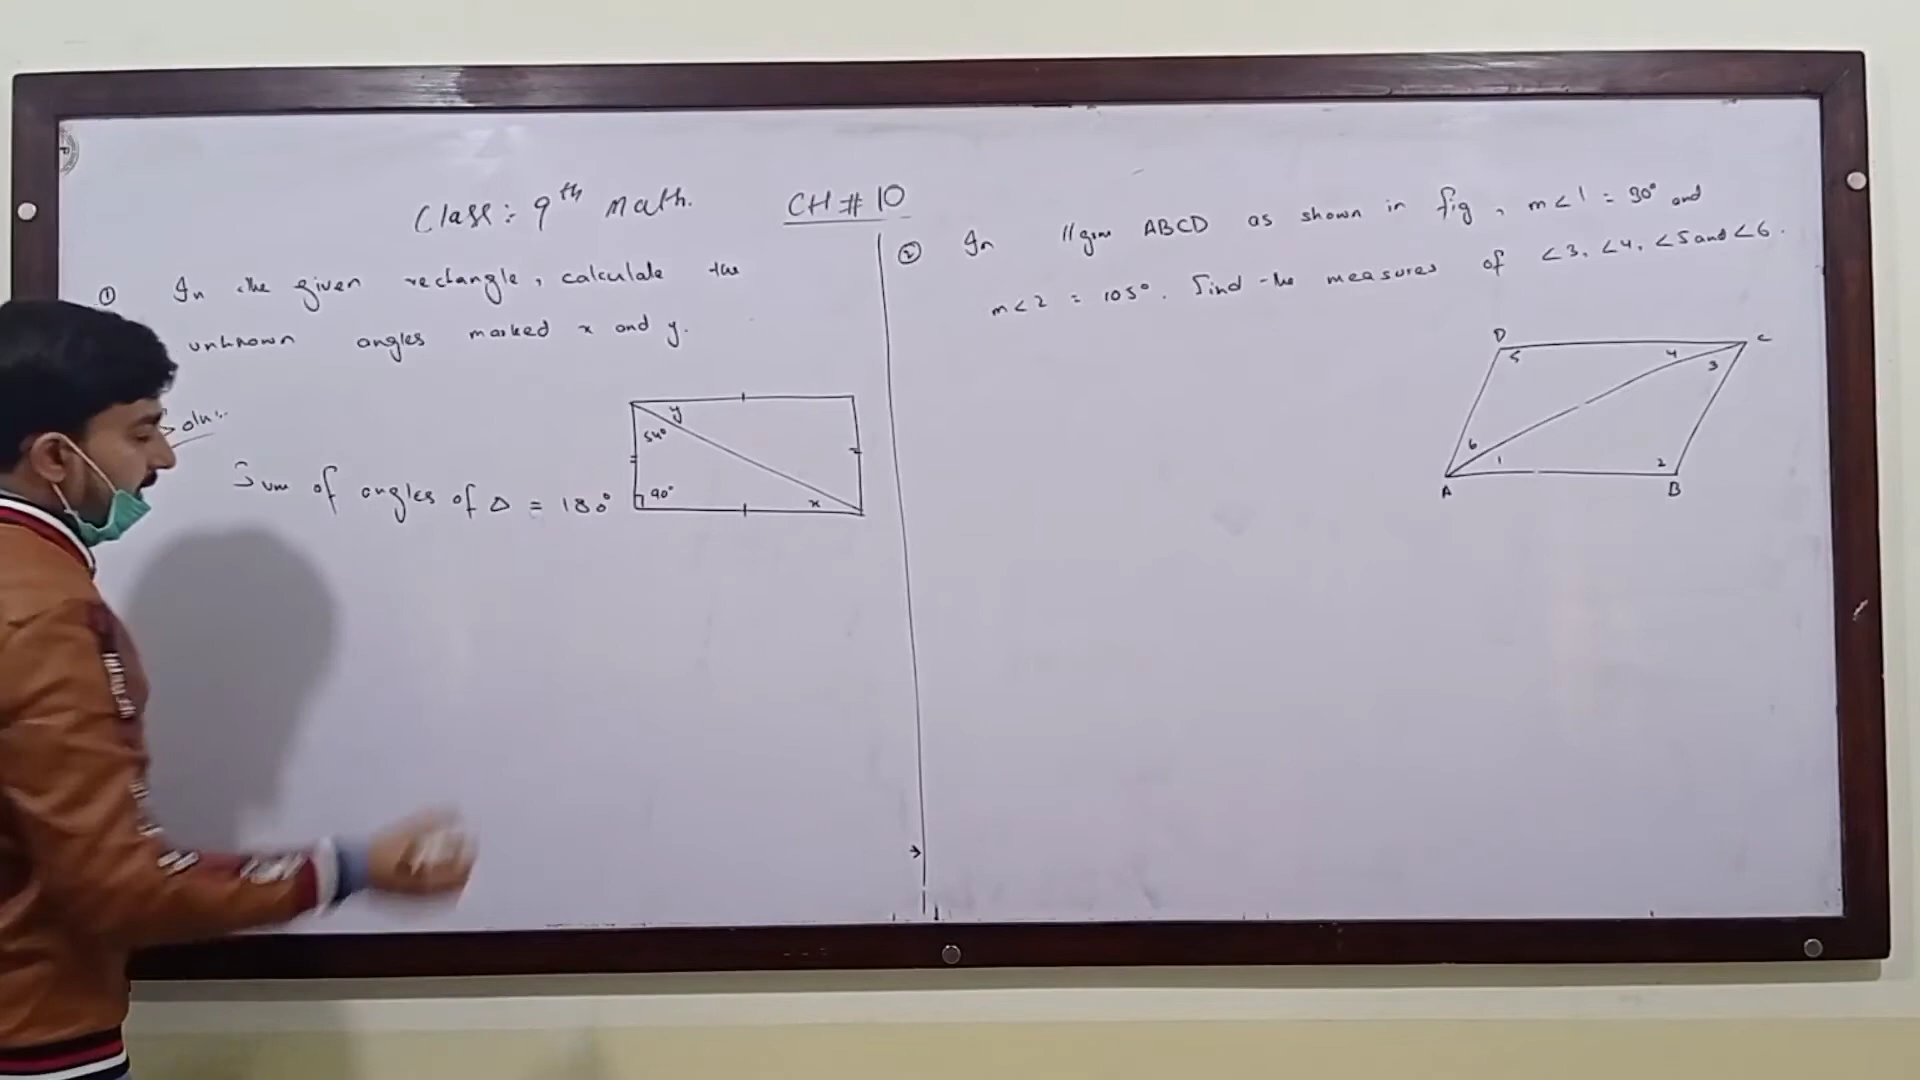 Class:- 9th Math. CH # 10
① In the given rectangle, calculate the
unknown angles marked x and y.
Soln:-
Sum of angles of Δ = 180°
y
54°
90°
x
② In //gm ABCD as shown in fig, m<1 = 30° and
m<2 = 105°. Find the measures of <3, <4, <5 and <6.
D
C
5
4
3
6
1
2
A
B